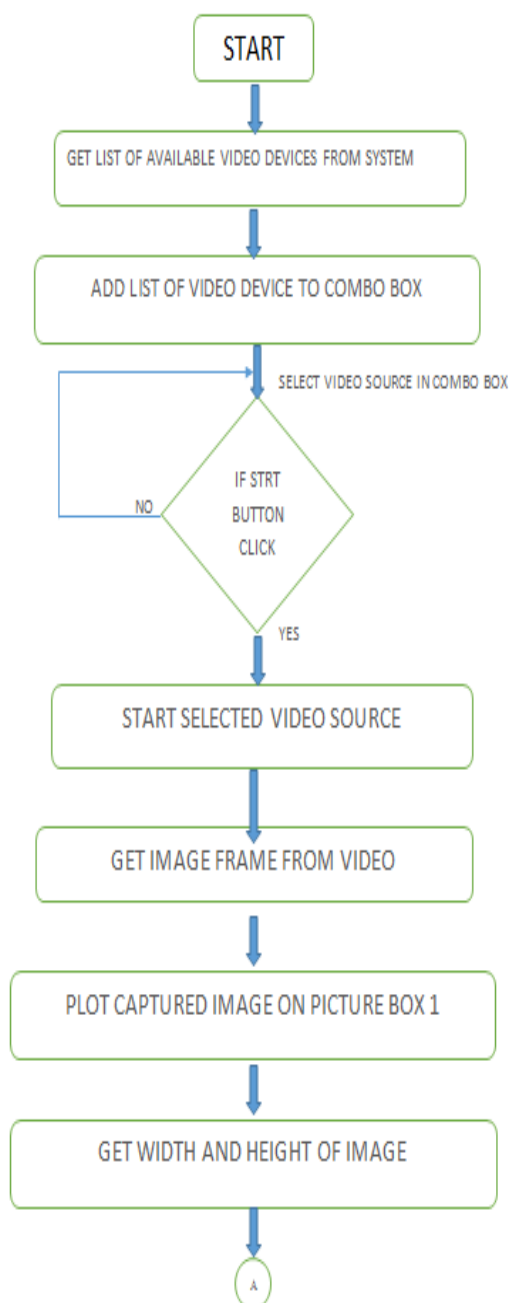 START
GET LIST OF AVAILABLE VIDEO DEVICES FROM SYSTEM
ADD LIST OF VIDEO DEVICE TO COMBO BOX
SELECT VIDEO SOURCE IN COMBO BOX
IF STRT
BUTTON
CLICK
NO
YES
START SELECTED VIDEO SOURCE
GET IMAGE FRAME FROM VIDEO
PLOT CAPTURED IMAGE ON PICTURE BOX 1
GET WIDTH AND HEIGHT OF IMAGE
A